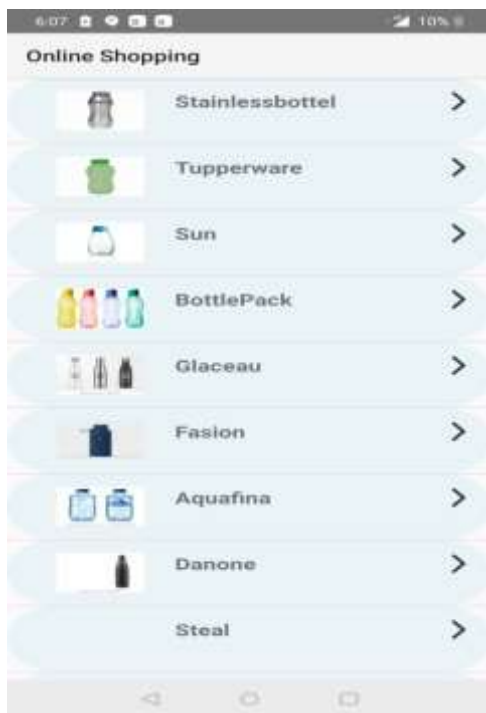 6:07
10%
Online Shopping
Stainlessbottel
Tupperware
Sun
BottlePack
Glaceau
Fasion
Aquafina
Danone
Steal